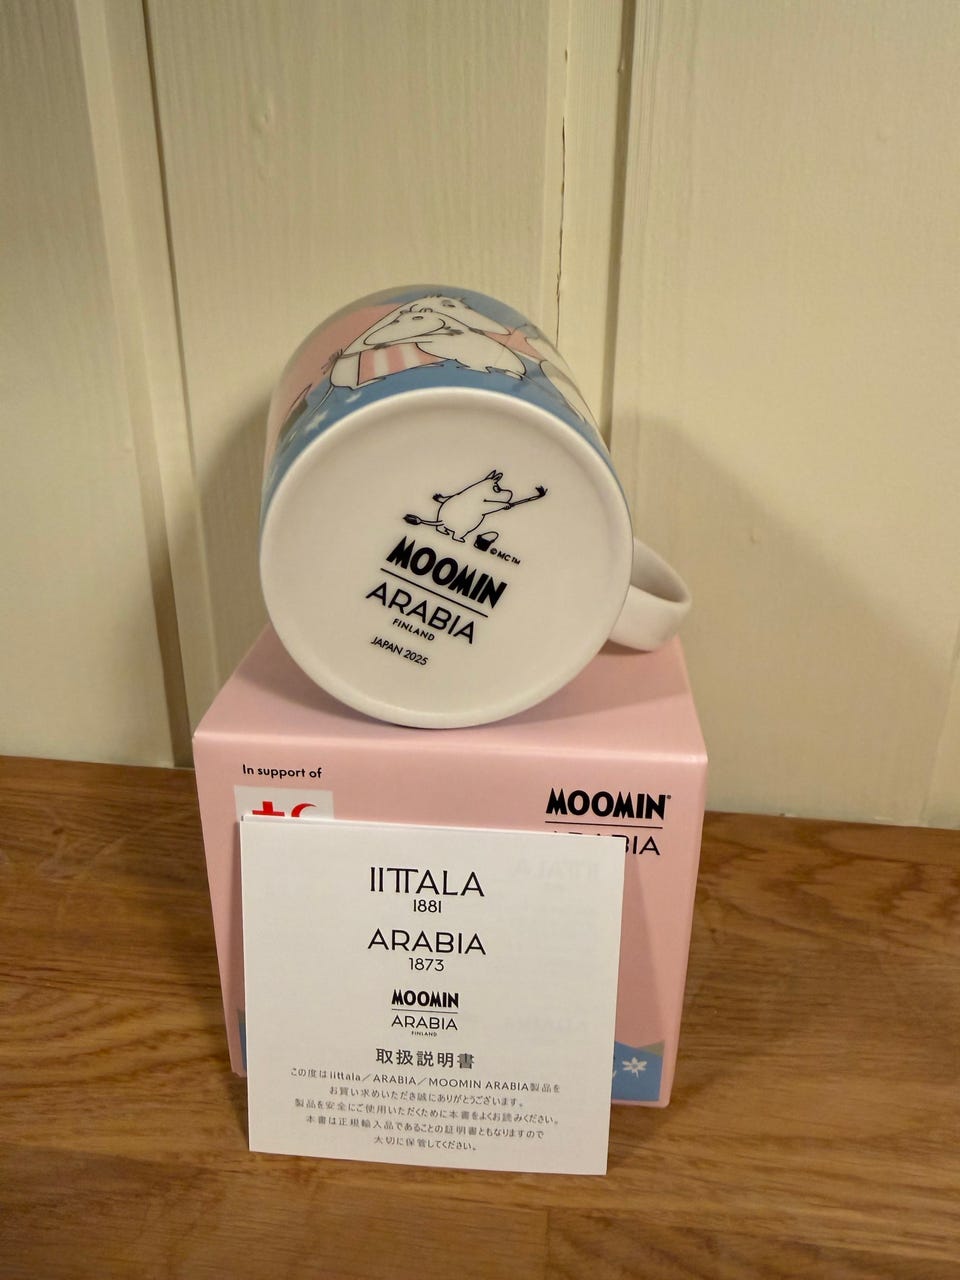 © MC TM
MOOMIN
ARABIA
FINLAND
JAPAN 2025
In support of
MOOMIN®
ARABIA
IITTALA
1881
ARABIA
1873
MOOMIN
ARABIA
FINLAND
取扱説明書
この度はiittala／ARABIA／MOOMIN ARABIA製品を
お買い求めいただき誠にありがとうございます。
製品を安全にご使用いただくために本書をよくお読みください。
本書は正規輸入品であることの証明書ともなりますので
大切に保管してください。